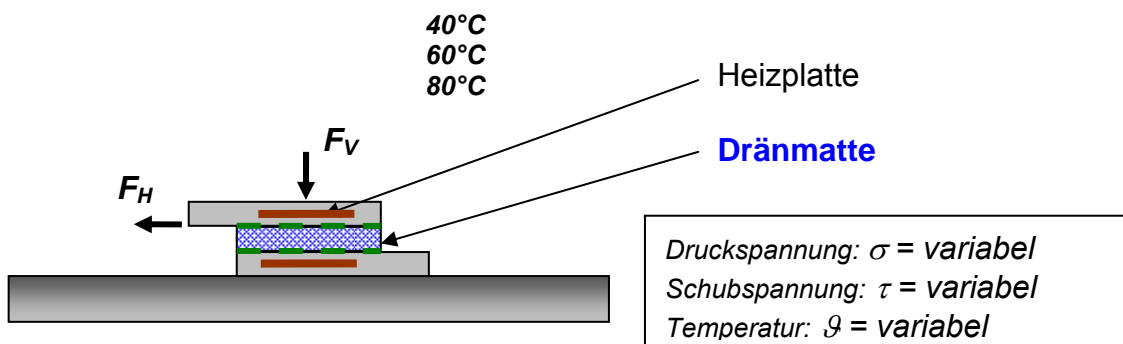 40°C
60°C
80°C
Heizplatte
Dränmatte
F_V
F_H
Druckspannung: σ = variabel
Schubspannung: τ = variabel
Temperatur: ϑ = variabel